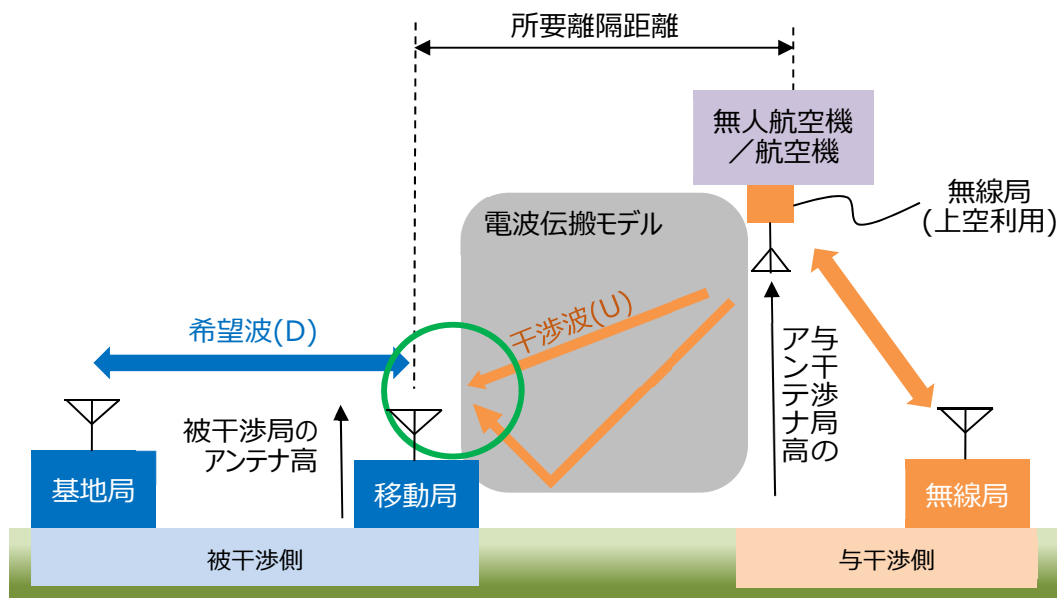 所要離隔距離
無人航空機
／航空機
無線局
(上空利用)
電波伝搬モデル
干渉波(U)
希望波(D)
与干渉局の
アンテナ高
被干渉局の
アンテナ高
基地局
移動局
無線局
被干渉側
与干渉側